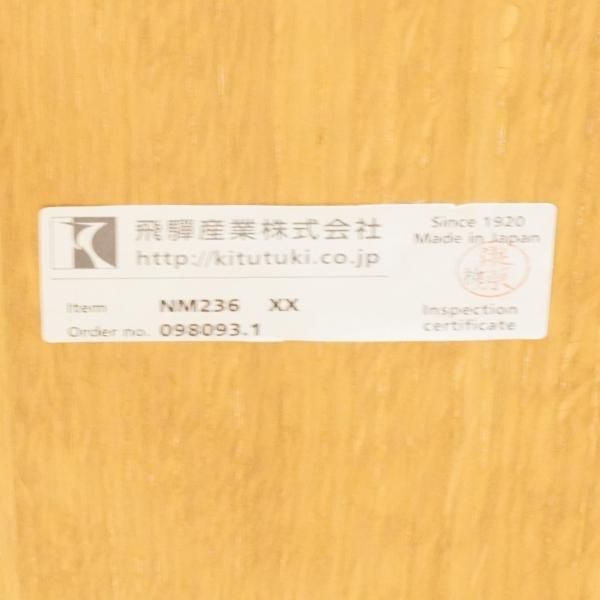 飛騨産業株式会社
http://kitutuki.co.jp
Item NM236 XX
Order no. 098093.1
Since 1920
Made in Japan
Inspection
certificate